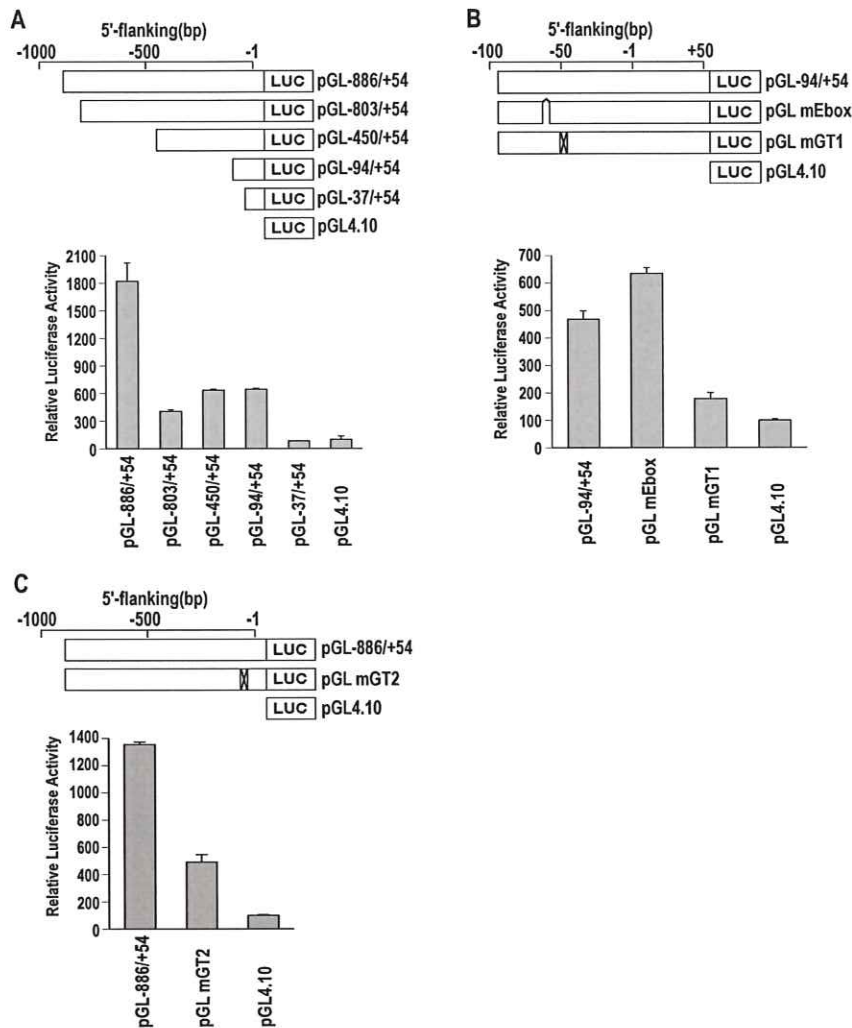 A
5'-flanking(bp)
-1000 -500 -1
LUC pGL-886/+54
LUC pGL-803/+54
LUC pGL-450/+54
LUC pGL-94/+54
LUC pGL-37/+54
LUC pGL4.10
Relative Luciferase Activity
2100
1800
1500
1200
900
600
300
0
pGL-886/+54
pGL-803/+54
pGL-450/+54
pGL-94/+54
pGL-37/+54
pGL4.10
B
5'-flanking(bp)
-100 -50 -1 +50
LUC pGL-94/+54
LUC pGL mEbox
LUC pGL mGT1
LUC pGL4.10
Relative Luciferase Activity
700
600
500
400
300
200
100
0
pGL-94/+54
pGL mEbox
pGL mGT1
pGL4.10
C
5'-flanking(bp)
-1000 -500 -1
LUC pGL-886/+54
LUC pGL mGT2
LUC pGL4.10
Relative Luciferase Activity
1400
1200
1000
800
600
400
200
0
pGL-886/+54
pGL mGT2
pGL4.10